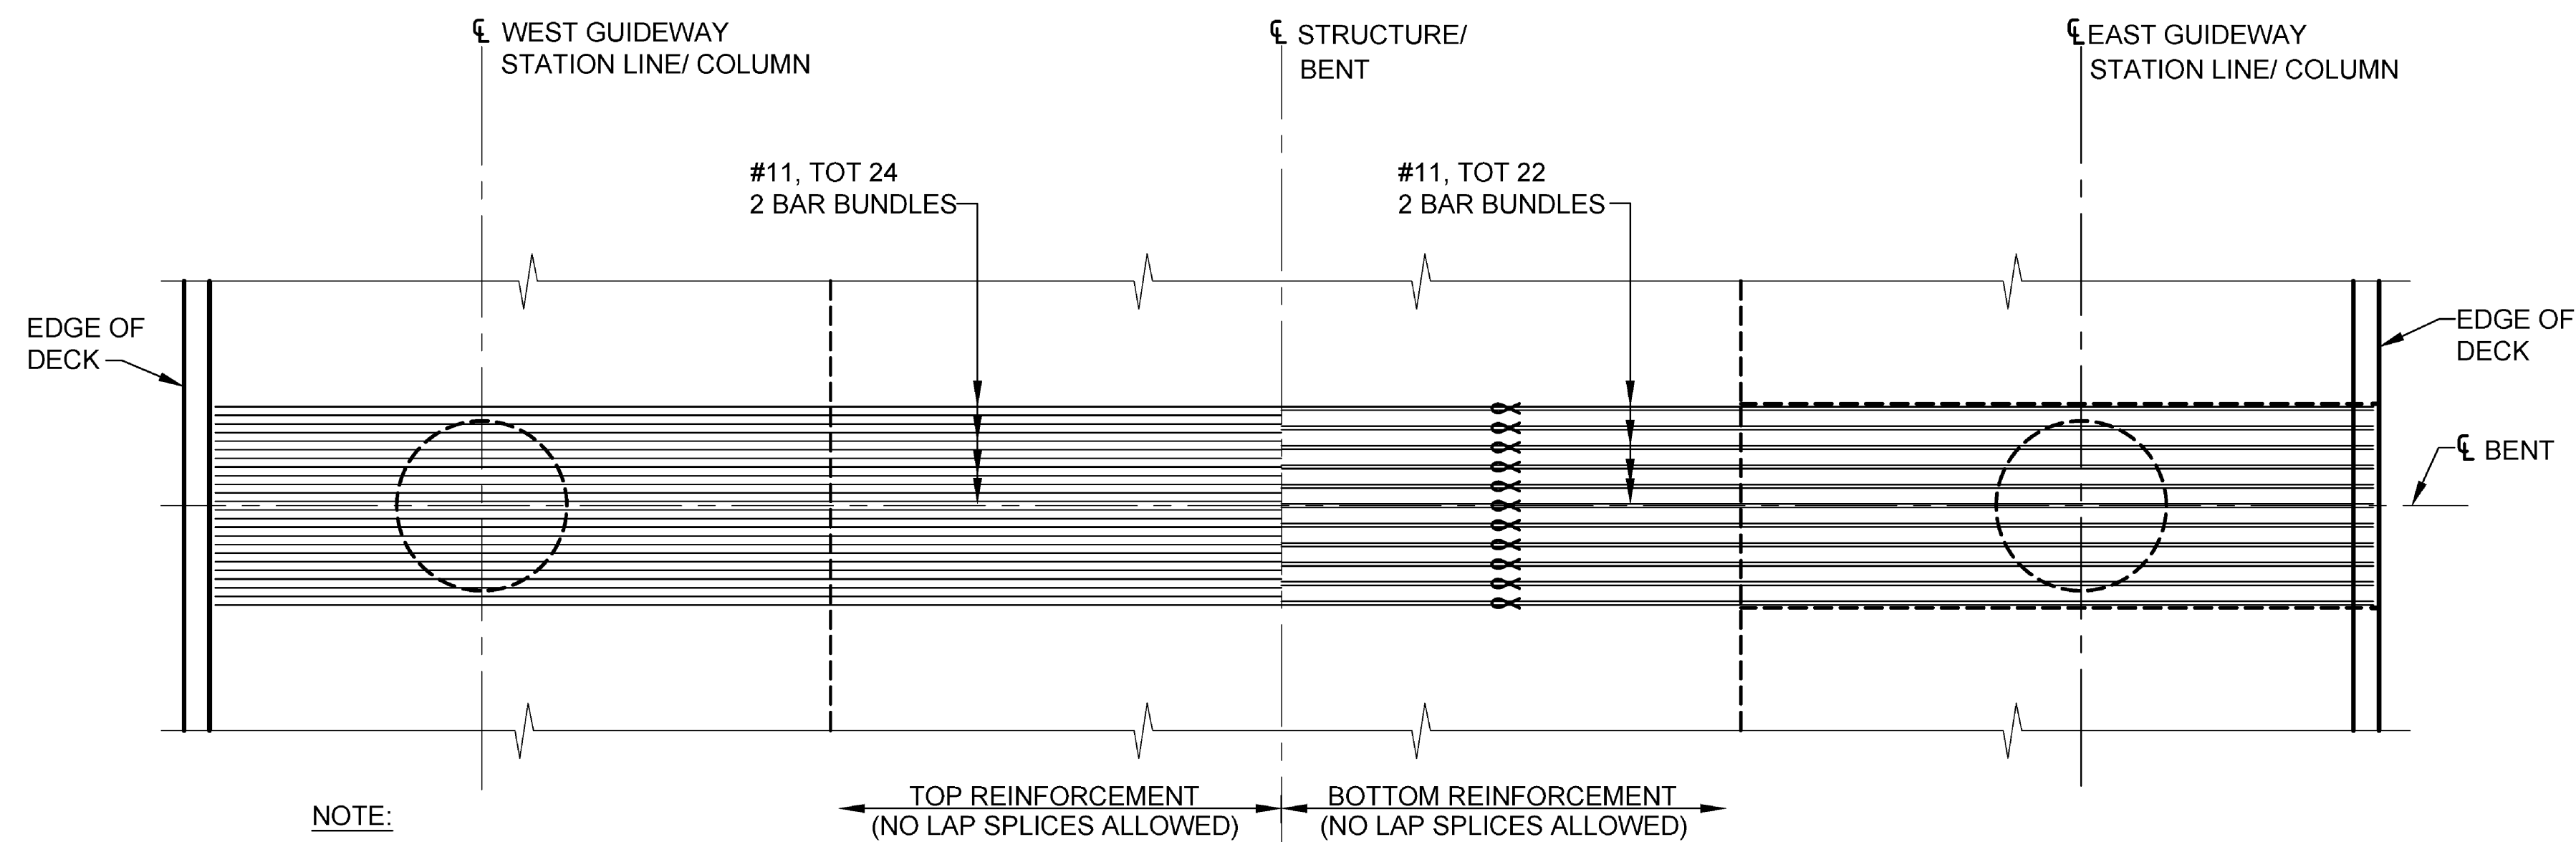 ℄ WEST GUIDEWAY
STATION LINE/ COLUMN
℄ STRUCTURE/
BENT
℄ EAST GUIDEWAY
STATION LINE/ COLUMN
#11, TOT 24
2 BAR BUNDLES
#11, TOT 22
2 BAR BUNDLES
EDGE OF
DECK
EDGE OF
DECK
℄ BENT
TOP REINFORCEMENT
(NO LAP SPLICES ALLOWED)
BOTTOM REINFORCEMENT
(NO LAP SPLICES ALLOWED)
NOTE: